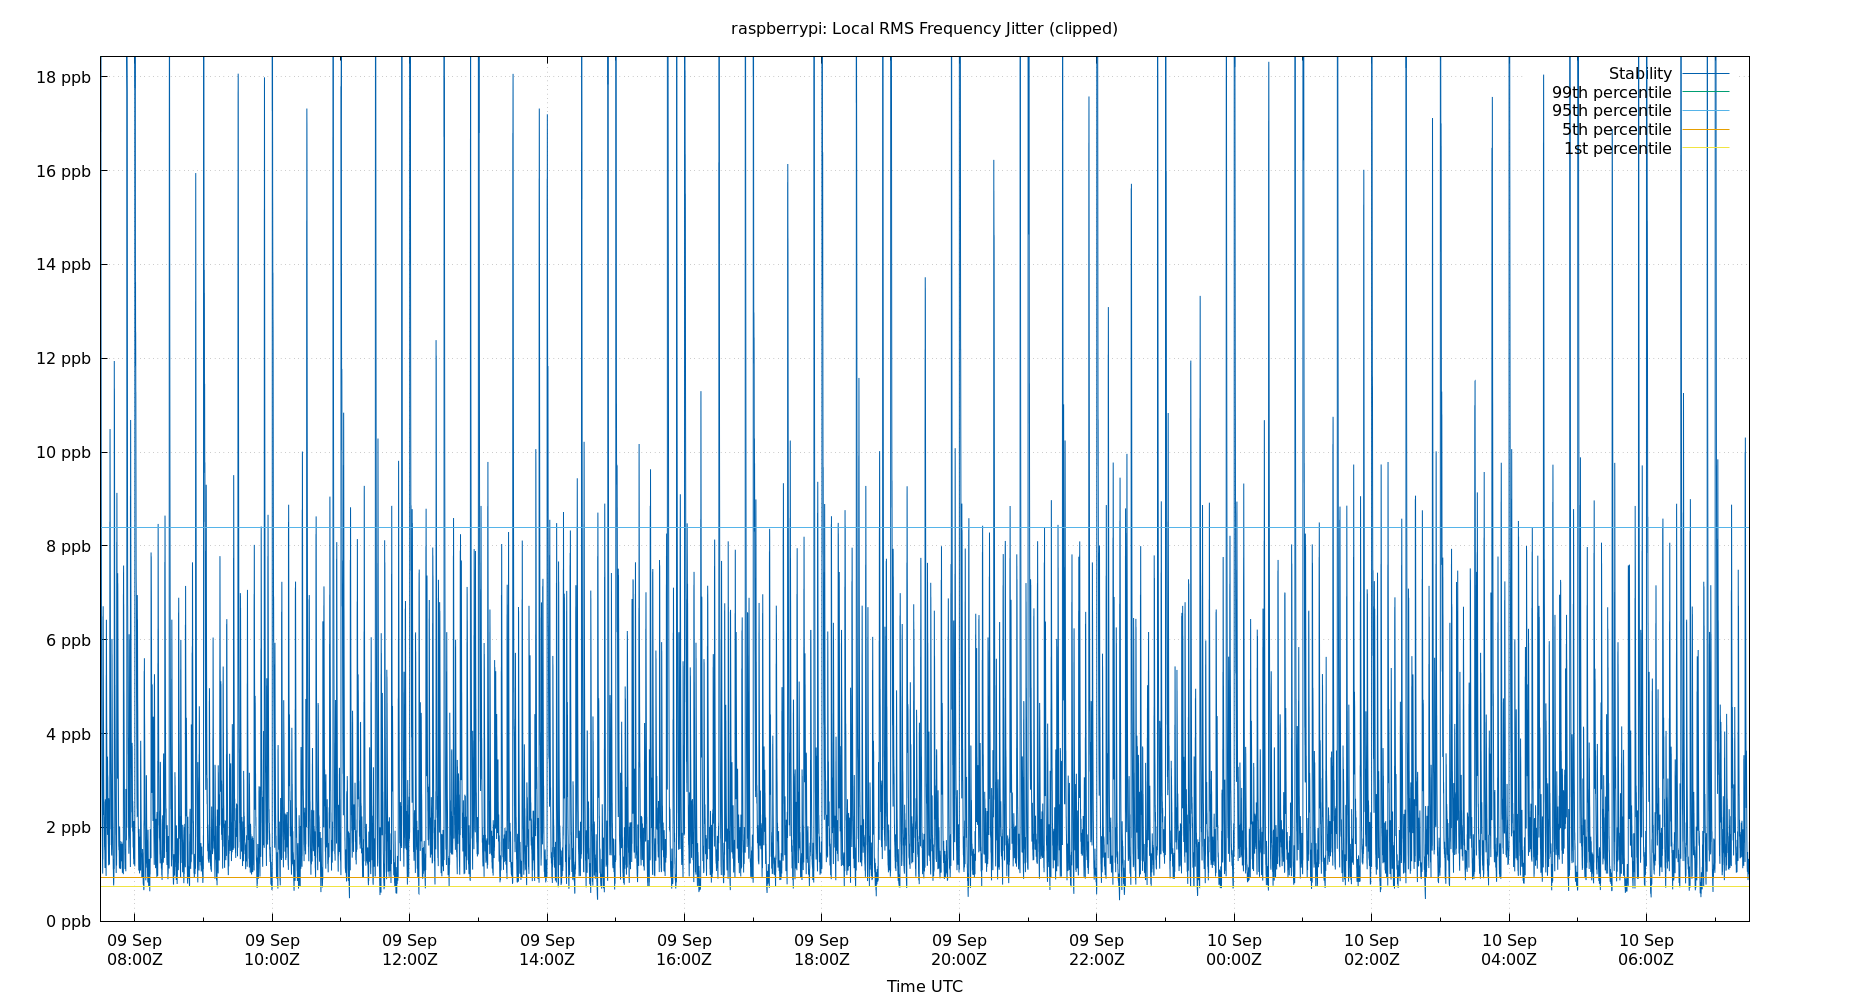 raspberrypi: Local RMS Frequency Jitter (clipped)
18 ppb
16 ppb
14 ppb
12 ppb
10 ppb
8 ppb
6 ppb
4 ppb
2 ppb
0 ppb
Stability
99th percentile
95th percentile
5th percentile
1st percentile
09 Sep
08:00Z
09 Sep
10:00Z
09 Sep
12:00Z
09 Sep
14:00Z
09 Sep
16:00Z
09 Sep
18:00Z
09 Sep
20:00Z
09 Sep
22:00Z
10 Sep
00:00Z
10 Sep
02:00Z
10 Sep
04:00Z
10 Sep
06:00Z
Time UTC